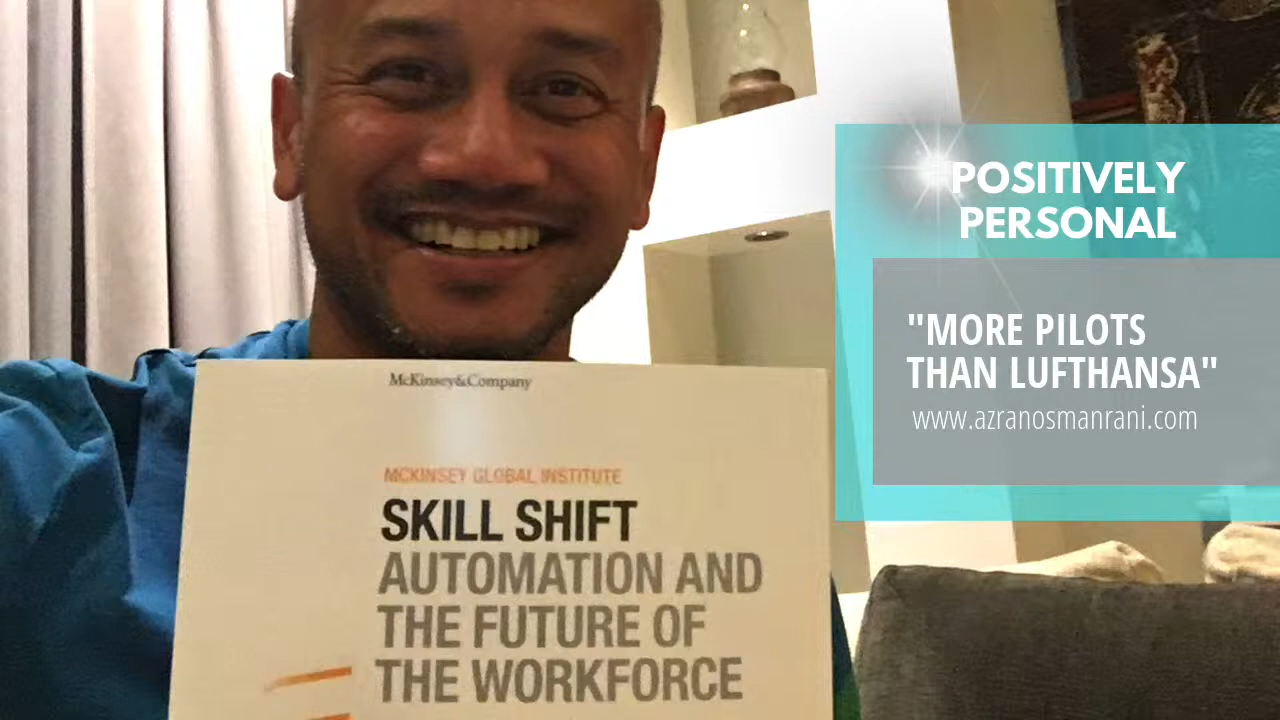 POSITIVELY
PERSONAL
"MORE PILOTS
THAN LUFTHANSA"
www.azranosmanrani.com
McKinsey&Company
MCKINSEY GLOBAL INSTITUTE
SKILL SHIFT
AUTOMATION AND
THE FUTURE OF
THE WORKFORCE